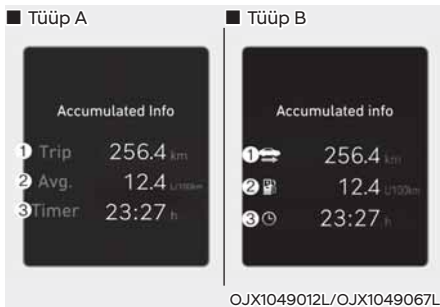 ■ Tüüp A
Accumulated Info
1 Trip 256.4 km
2 Avg. 12.4 L/100km
3 Timer 23:27 h
■ Tüüp B
Accumulated info
1 256.4 km
2 12.4 L/100km
3 23:27 h
OJX1049012L/OJX1049067L